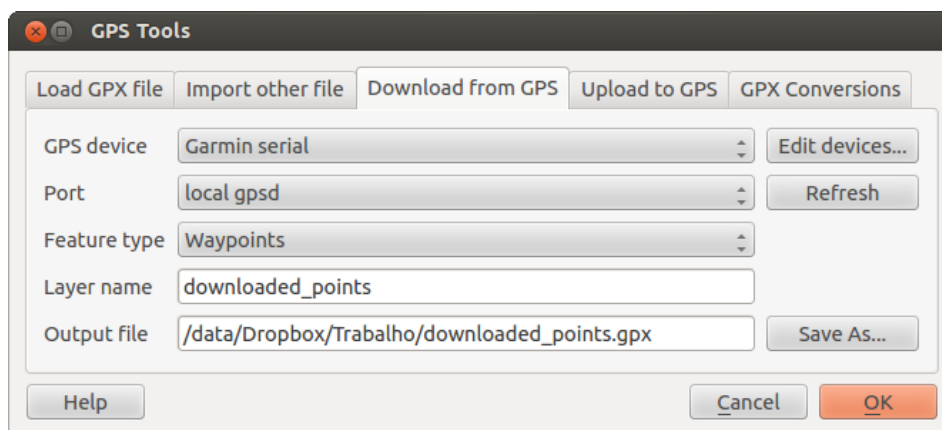 GPS Tools
Load GPX file Import other file Download from GPS Upload to GPS GPX Conversions
GPS device Garmin serial Edit devices...
Port local gpsd Refresh
Feature type Waypoints
Layer name downloaded_points
Output file /data/Dropbox/Trabalho/downloaded_points.gpx Save As...
Help Cancel OK